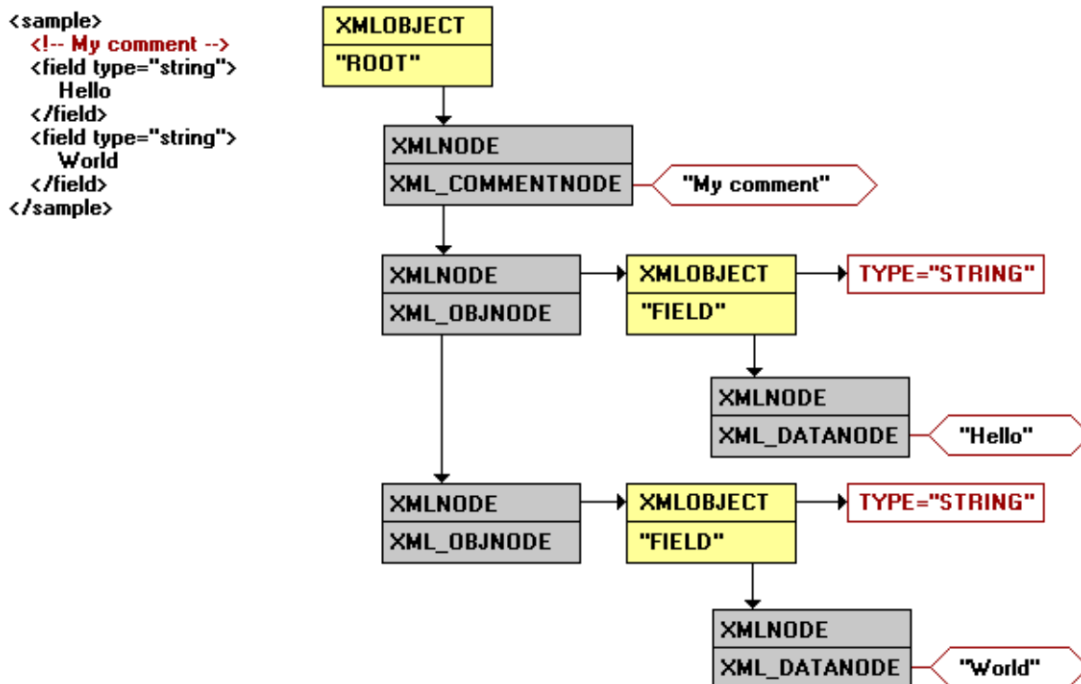 <sample>
<!-- My comment -->
<field type="string">
Hello
</field>
<field type="string">
World
</field>
</sample>
XMLOBJECT
"ROOT"
XMLNODE
XML_COMMENTNODE
"My comment"
XMLNODE
XML_OBJNODE
XMLOBJECT
"FIELD"
TYPE="STRING"
XMLNODE
XML_DATANODE
"Hello"
XMLNODE
XML_OBJNODE
XMLOBJECT
"FIELD"
TYPE="STRING"
XMLNODE
XML_DATANODE
"World"